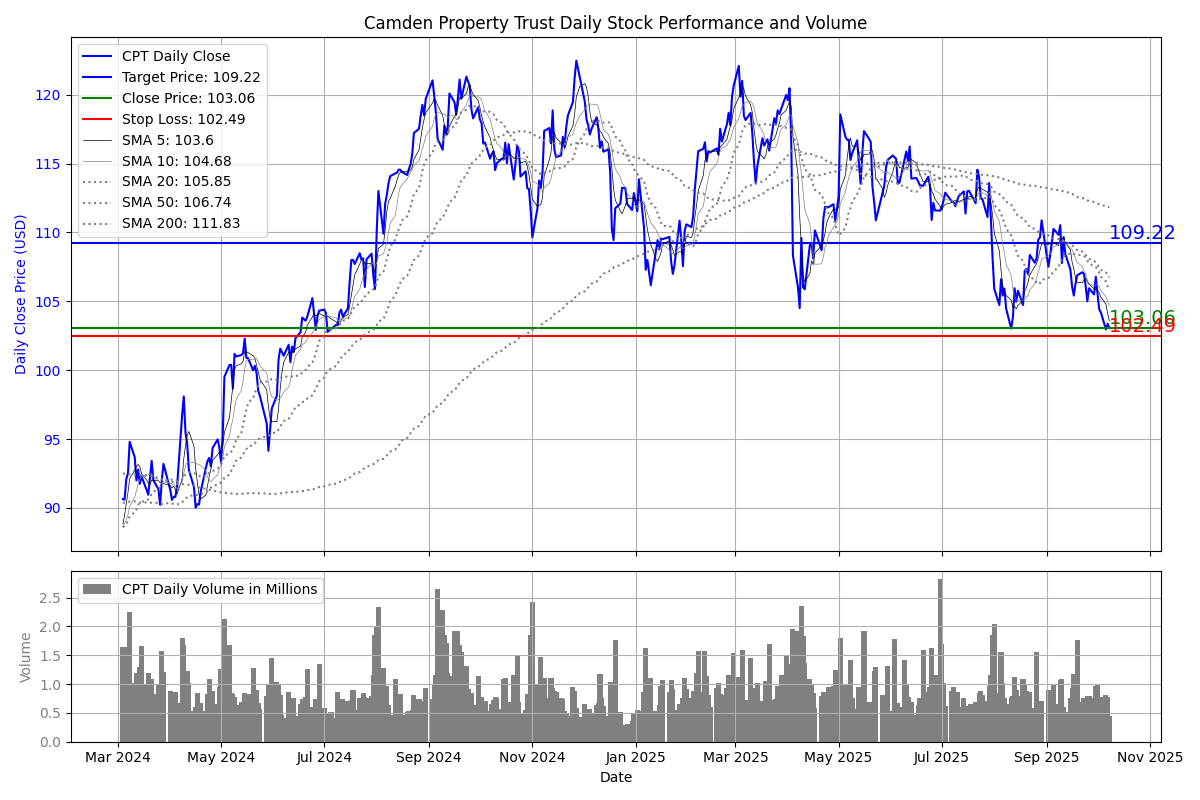 Camden Property Trust Daily Stock Performance and Volume
CPT Daily Close
Target Price: 109.22
Close Price: 103.06
Stop Loss: 102.49
SMA 5: 103.6
SMA 10: 104.68
SMA 20: 105.85
SMA 50: 106.74
SMA 200: 111.83
Daily Close Price (USD)
120
115
110
105
100
95
90
109.22
103.06
102.49
CPT Daily Volume in Millions
Volume
2.5
2.0
1.5
1.0
0.5
0.0
Mar 2024 May 2024 Jul 2024 Sep 2024 Nov 2024 Jan 2025 Mar 2025 May 2025 Jul 2025 Sep 2025 Nov 2025
Date